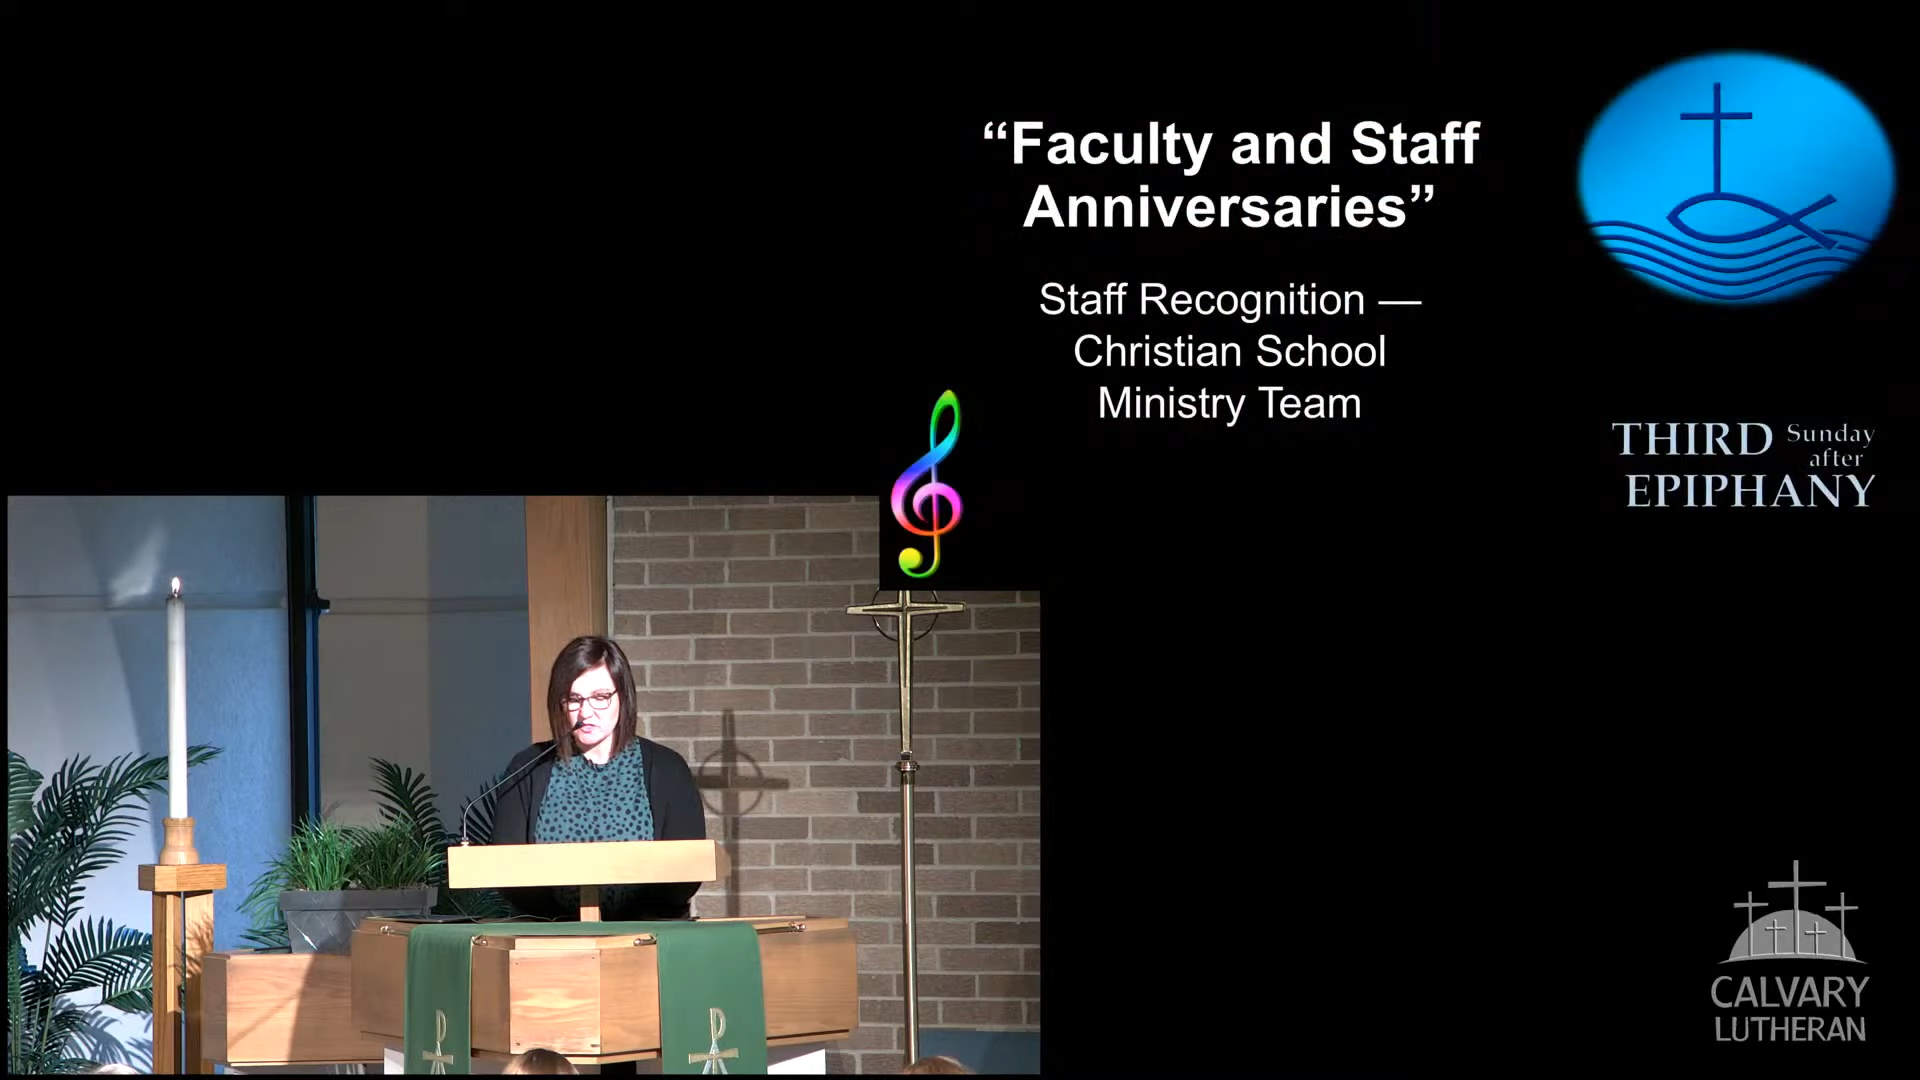 “Faculty and Staff
Anniversaries”
Staff Recognition —
Christian School
Ministry Team
THIRD Sunday
after
EPIPHANY
CALVARY
LUTHERAN